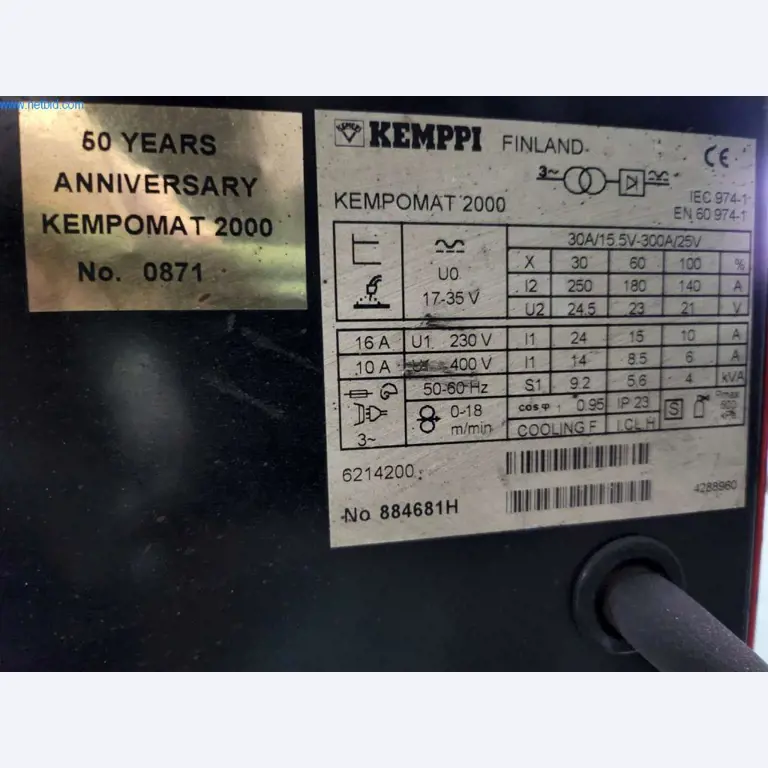 www.netbid.com
50 YEARS
ANNIVERSARY
KEMPOMAT 2000
No. 0871
KEMPPI FINLAND
CE
3~
IEC 974-1
EN 60 974-1
KEMPOMAT 2000
30A/15.5V-300A/25V
U0
17-35 V
X 30 60 100 %
I2 250 180 140 A
U2 24.5 23 21 V
16 A U1 230 V I1 24 15 10 A
10 A 400 V I1 14 8.5 6 A
50-60 Hz S1 9.2 5.6 4 kVA
3~
0-18
m/min
cos φ 0.95 IP 23 S
COOLING F I.CL H
Pmax
6214200
No 884681H
4288960